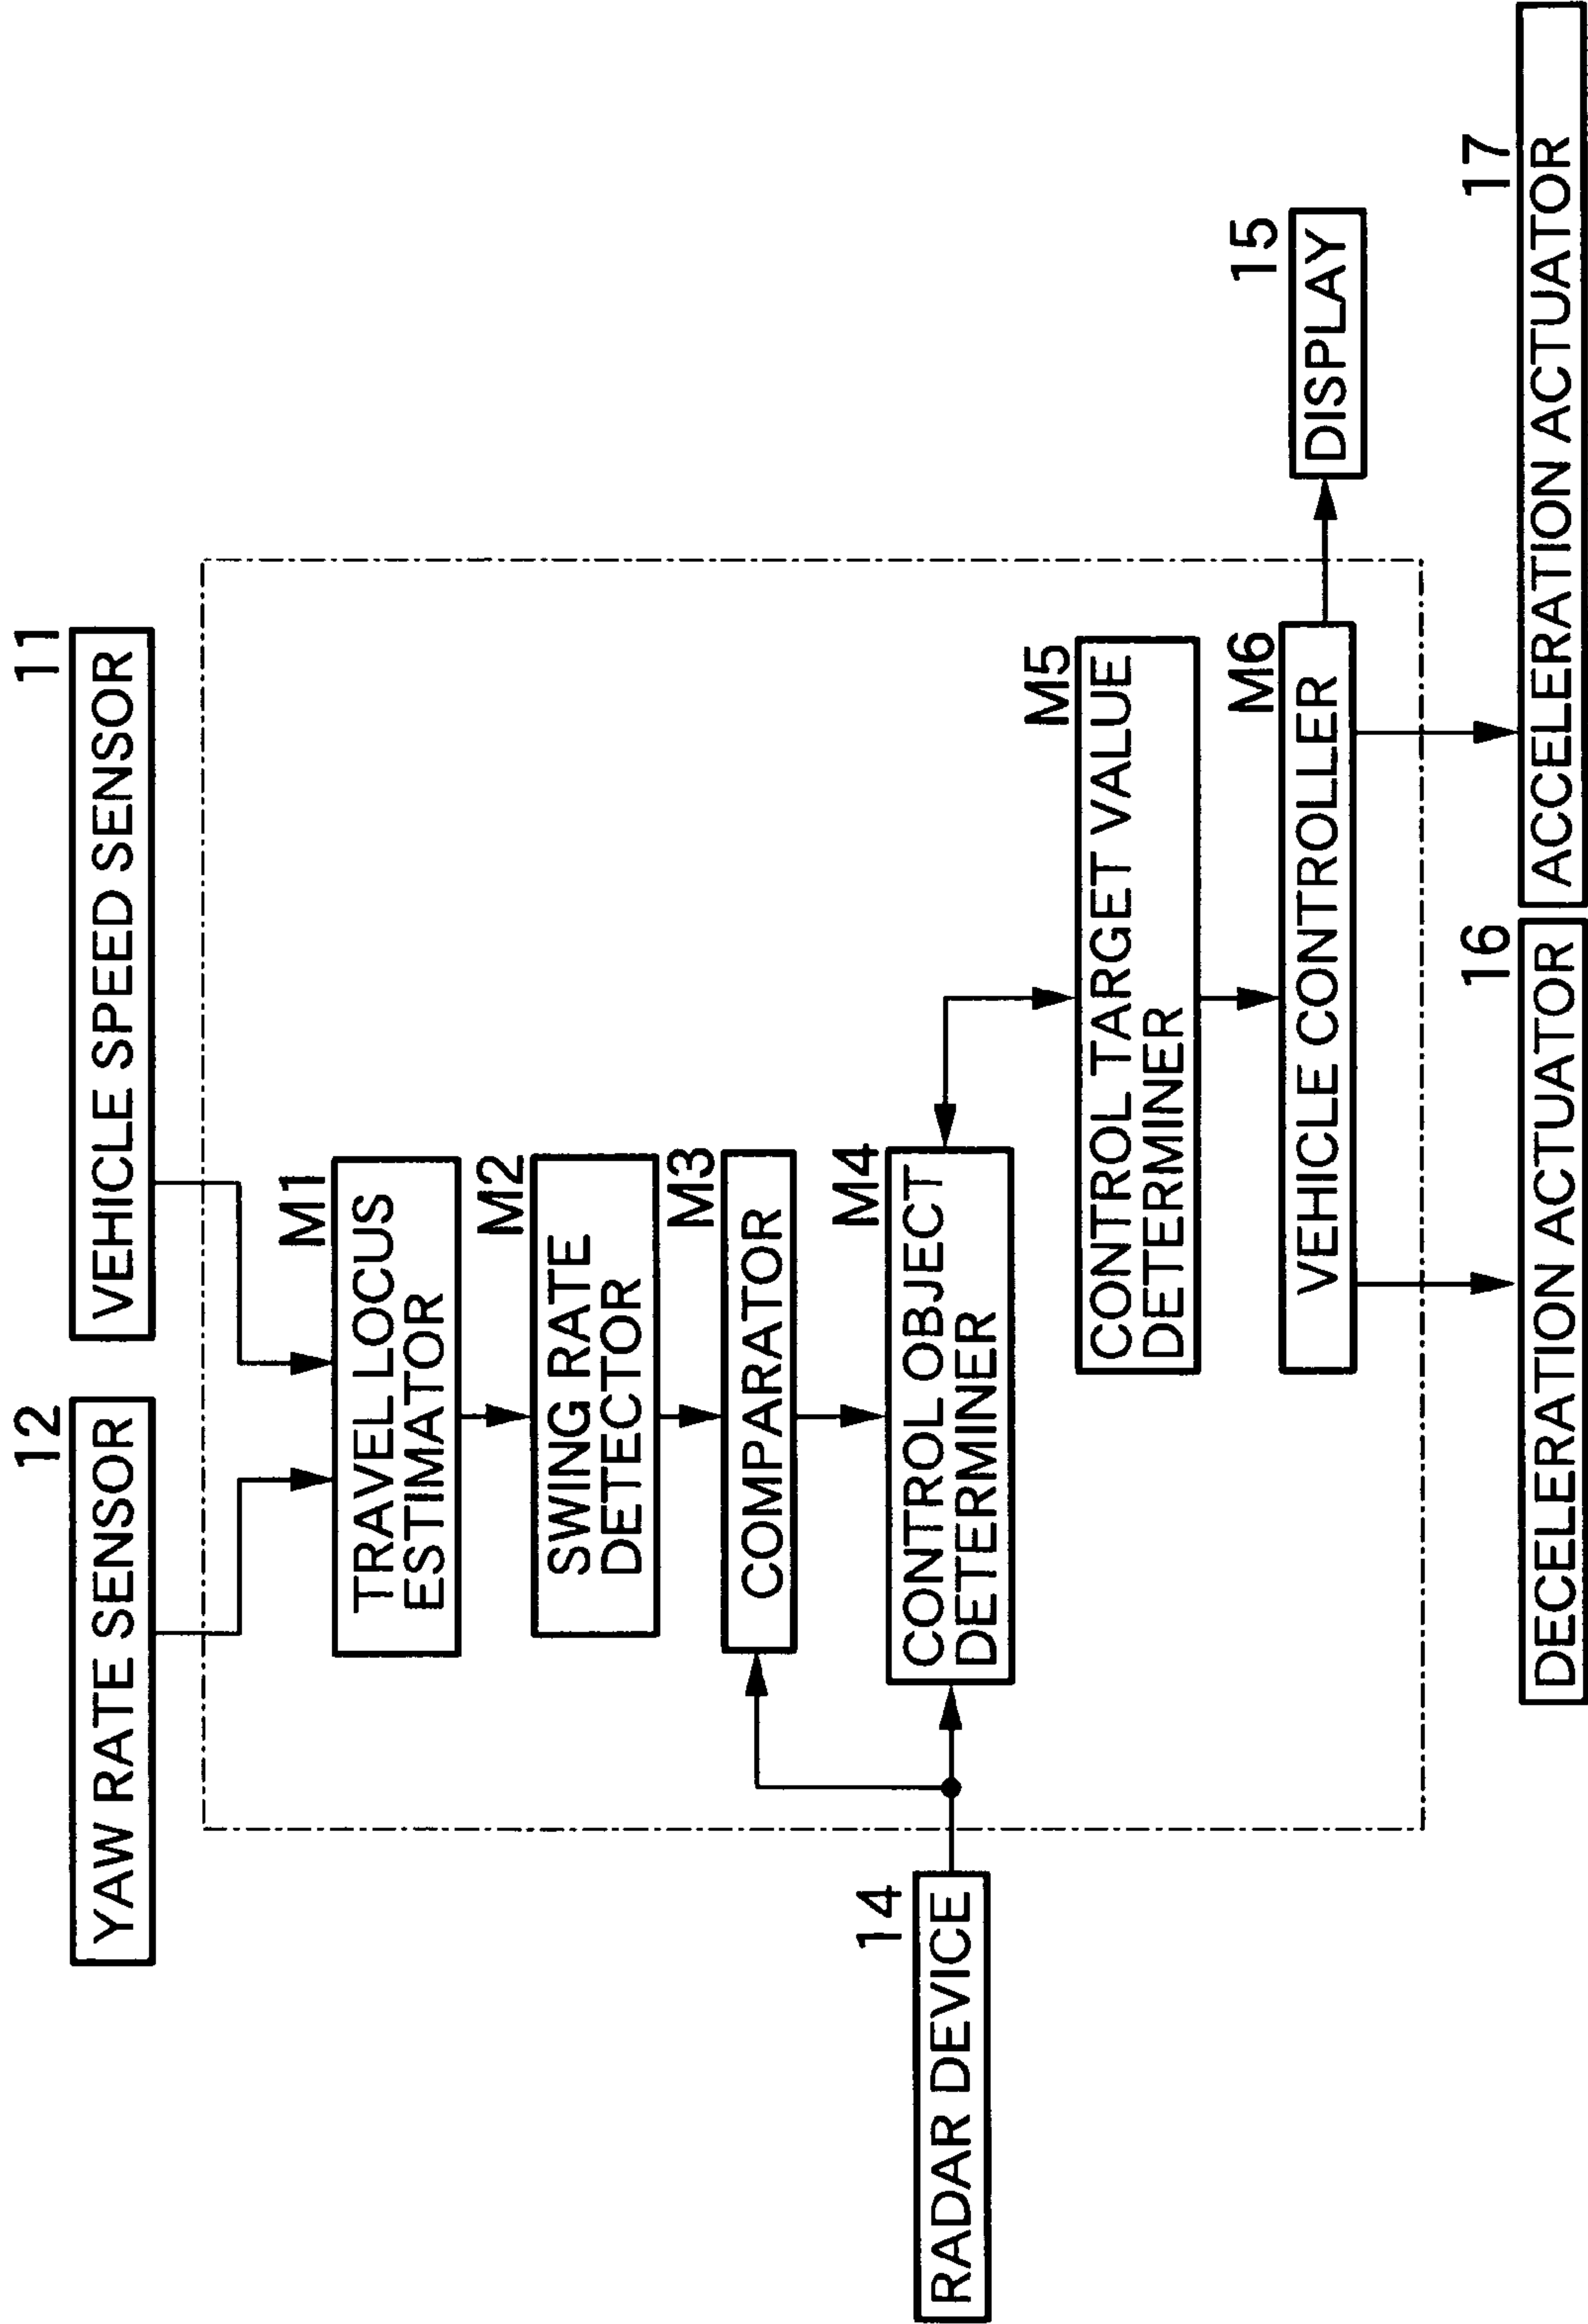 12
YAW RATE SENSOR
11
VEHICLE SPEED SENSOR
M1
TRAVEL LOCUS
ESTIMATOR
M2
SWING RATE
DETECTOR
M3
COMPARATOR
14
RADAR DEVICE
M4
CONTROL OBJECT
DETERMINER
M5
CONTROL TARGET VALUE
DETERMINER
M6
VEHICLE CONTROLLER
15
DISPLAY
16
DECELERATION ACTUATOR
17
ACCELERATION ACTUATOR